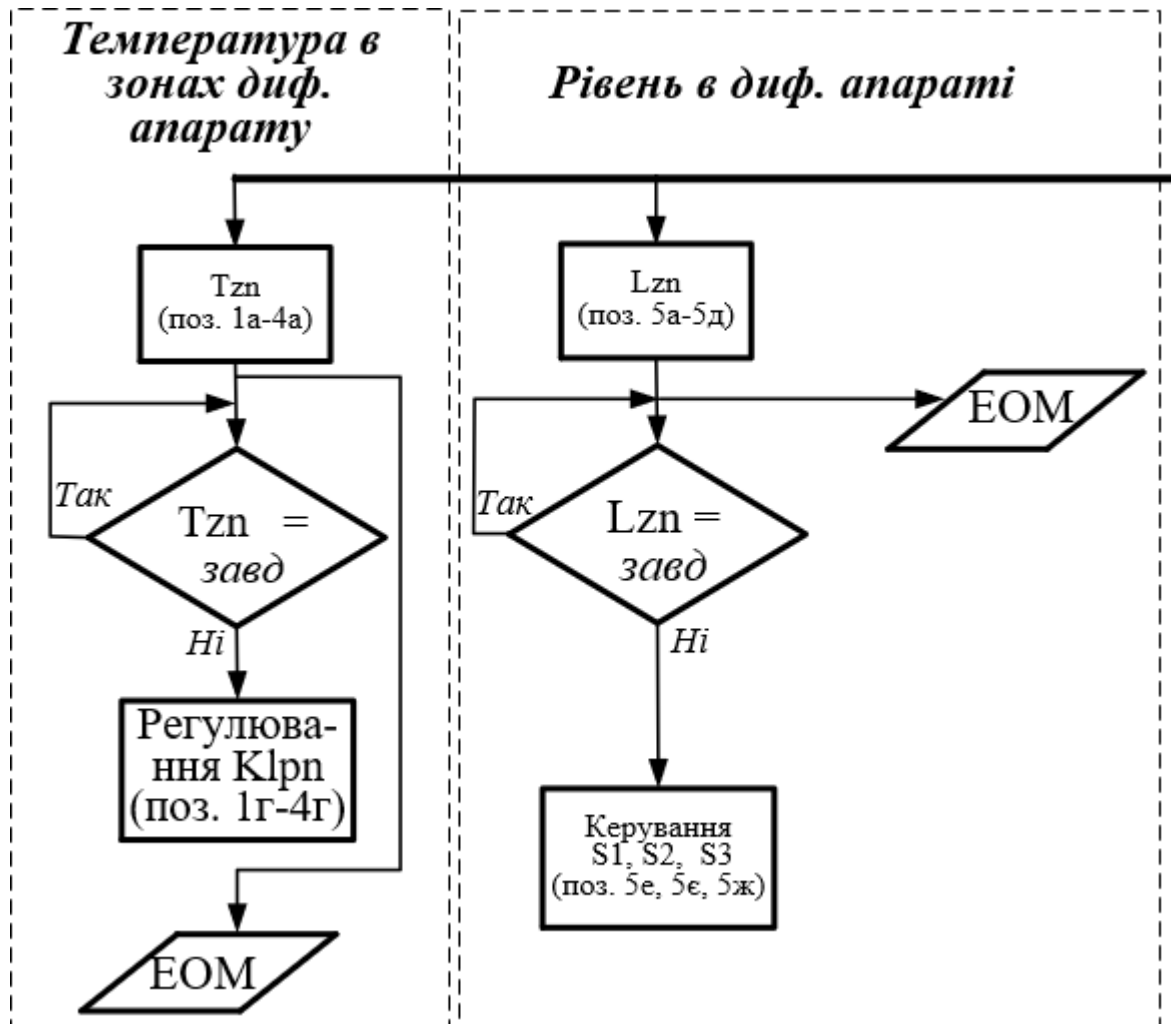 Температура в
зонах диф.
апарату
Tzn
(поз. 1а-4а)
Так
Tzn =
завд
Ні
Регулюва-
ння Klpn
(поз. 1г-4г)
ЕОМ
Рівень в диф. апараті
Lzn
(поз. 5а-5д)
ЕОМ
Так
Lzn =
завд
Ні
Керування
S1, S2, S3
(поз. 5е, 5є, 5ж)